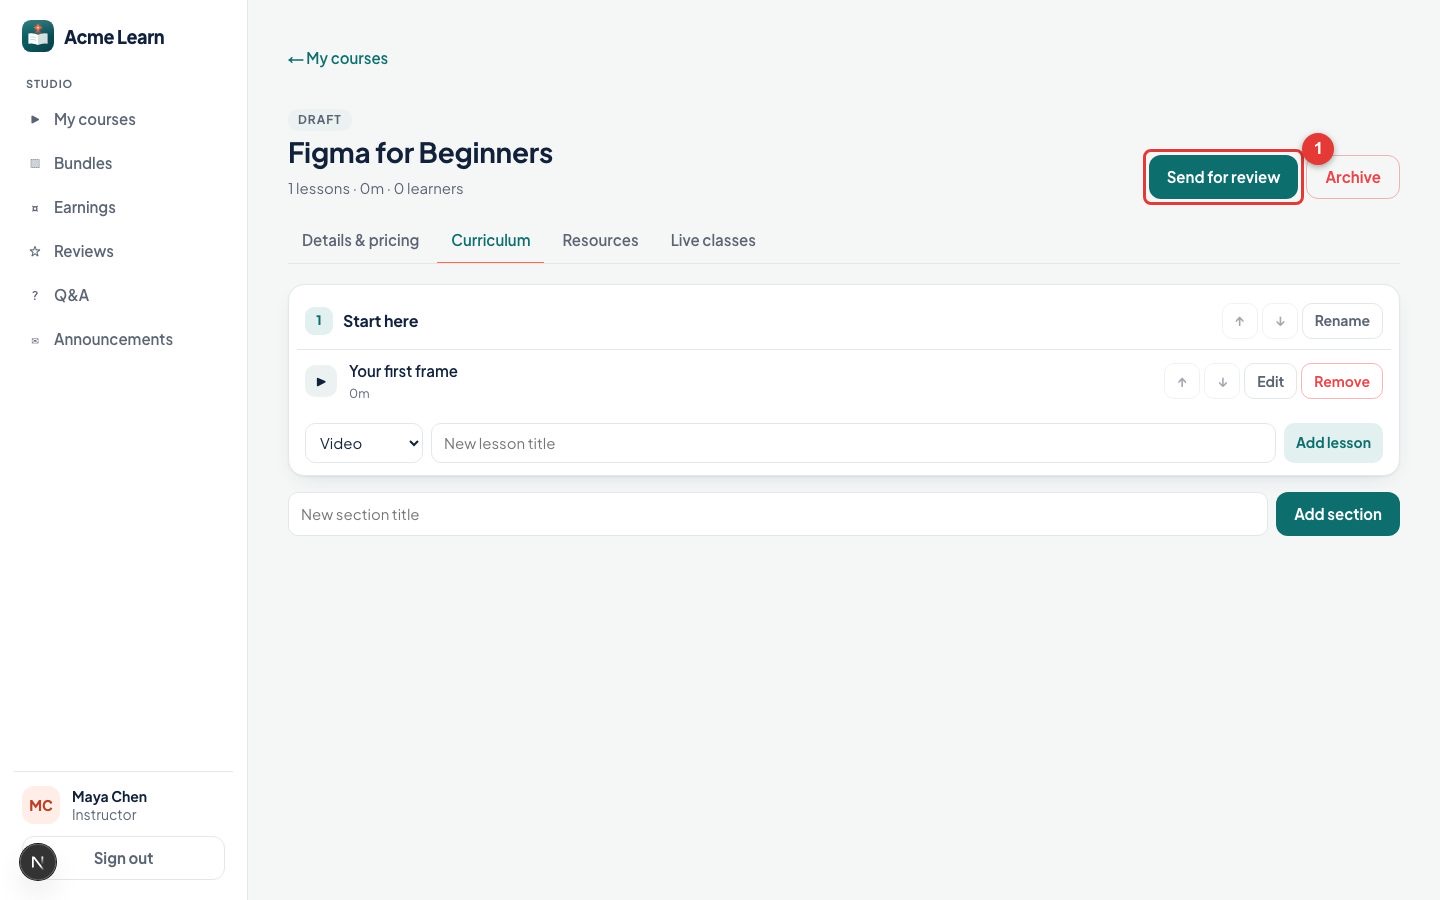 Acme Learn
STUDIO
My courses
Bundles
Earnings
Reviews
? Q&A
Announcements
MC
Maya Chen
Instructor
N
Sign out
← My courses
DRAFT
Figma for Beginners
1 lessons · 0m · 0 learners
Send for review
1
Archive
Details & pricing Curriculum Resources Live classes
1 Start here ↑ ↓ Rename
Your first frame
0m
↑ ↓ Edit Remove
Video New lesson title Add lesson
New section title Add section